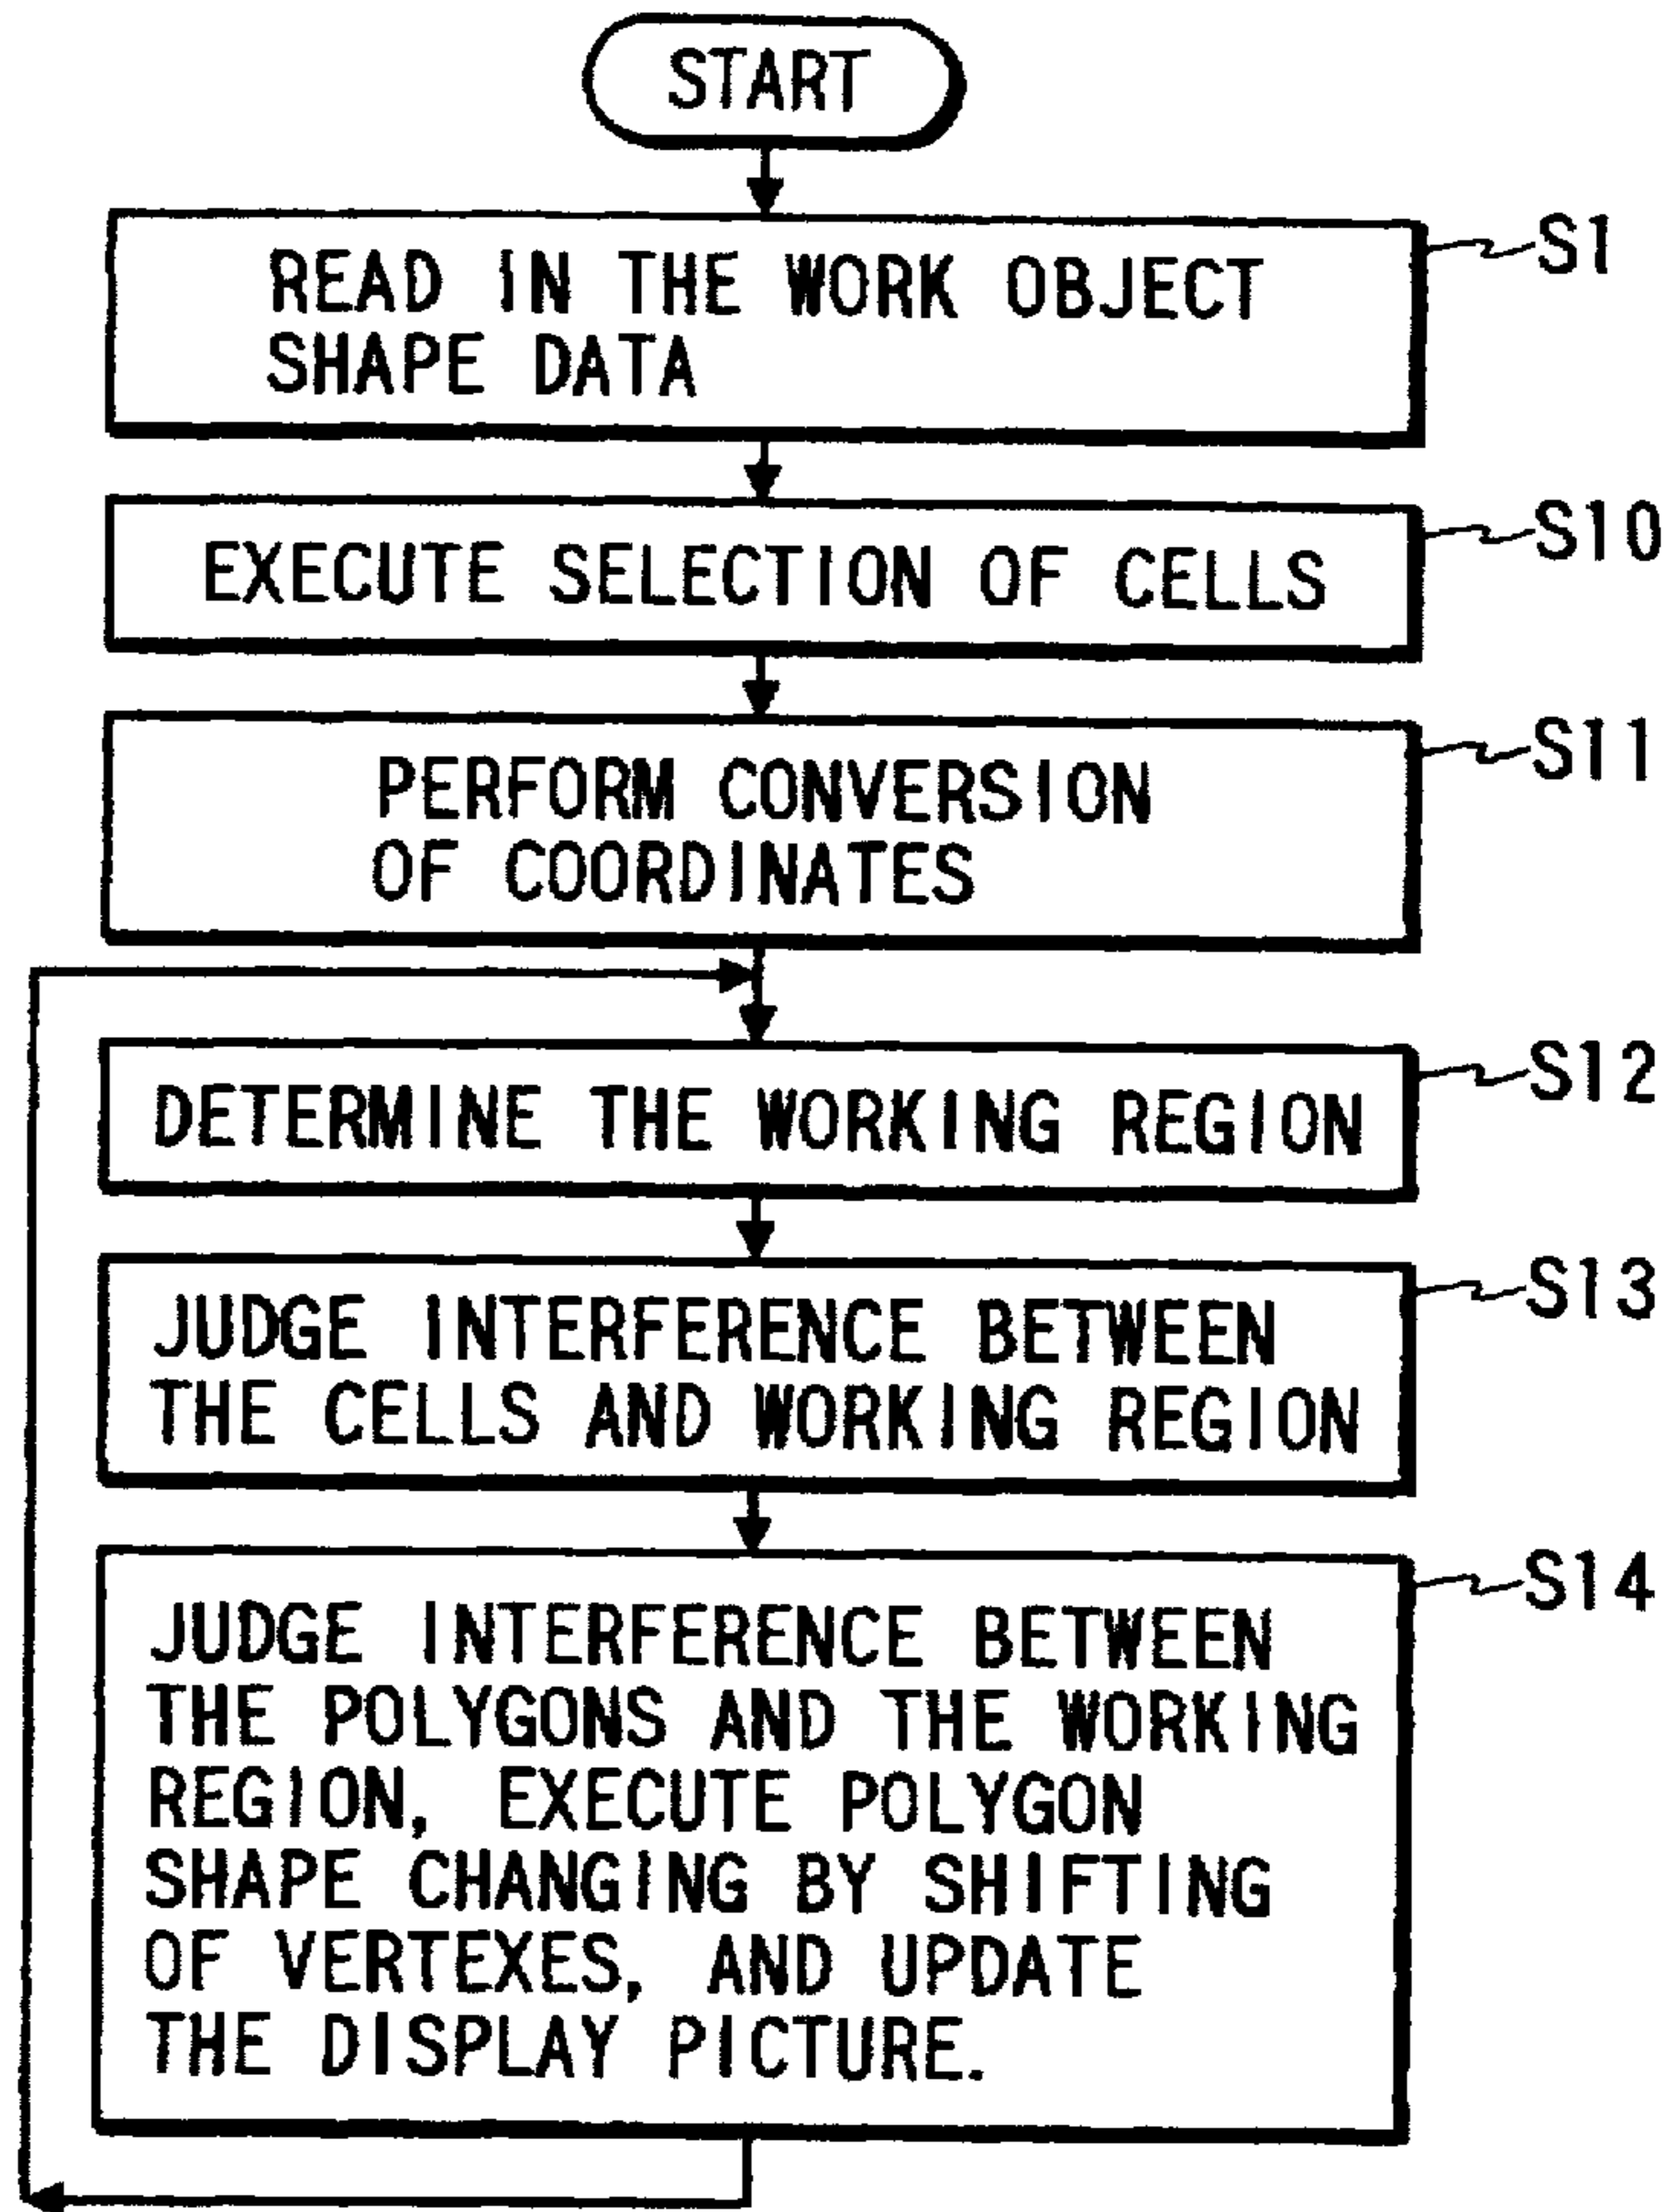 START
READ IN THE WORK OBJECT
SHAPE DATA
S1
EXECUTE SELECTION OF CELLS
S10
PERFORM CONVERSION
OF COORDINATES
S11
DETERMINE THE WORKING REGION
S12
JUDGE INTERFERENCE BETWEEN
THE CELLS AND WORKING REGION
S13
JUDGE INTERFERENCE BETWEEN
THE POLYGONS AND THE WORKING
REGION, EXECUTE POLYGON
SHAPE CHANGING BY SHIFTING
OF VERTEXES, AND UPDATE
THE DISPLAY PICTURE.
S14